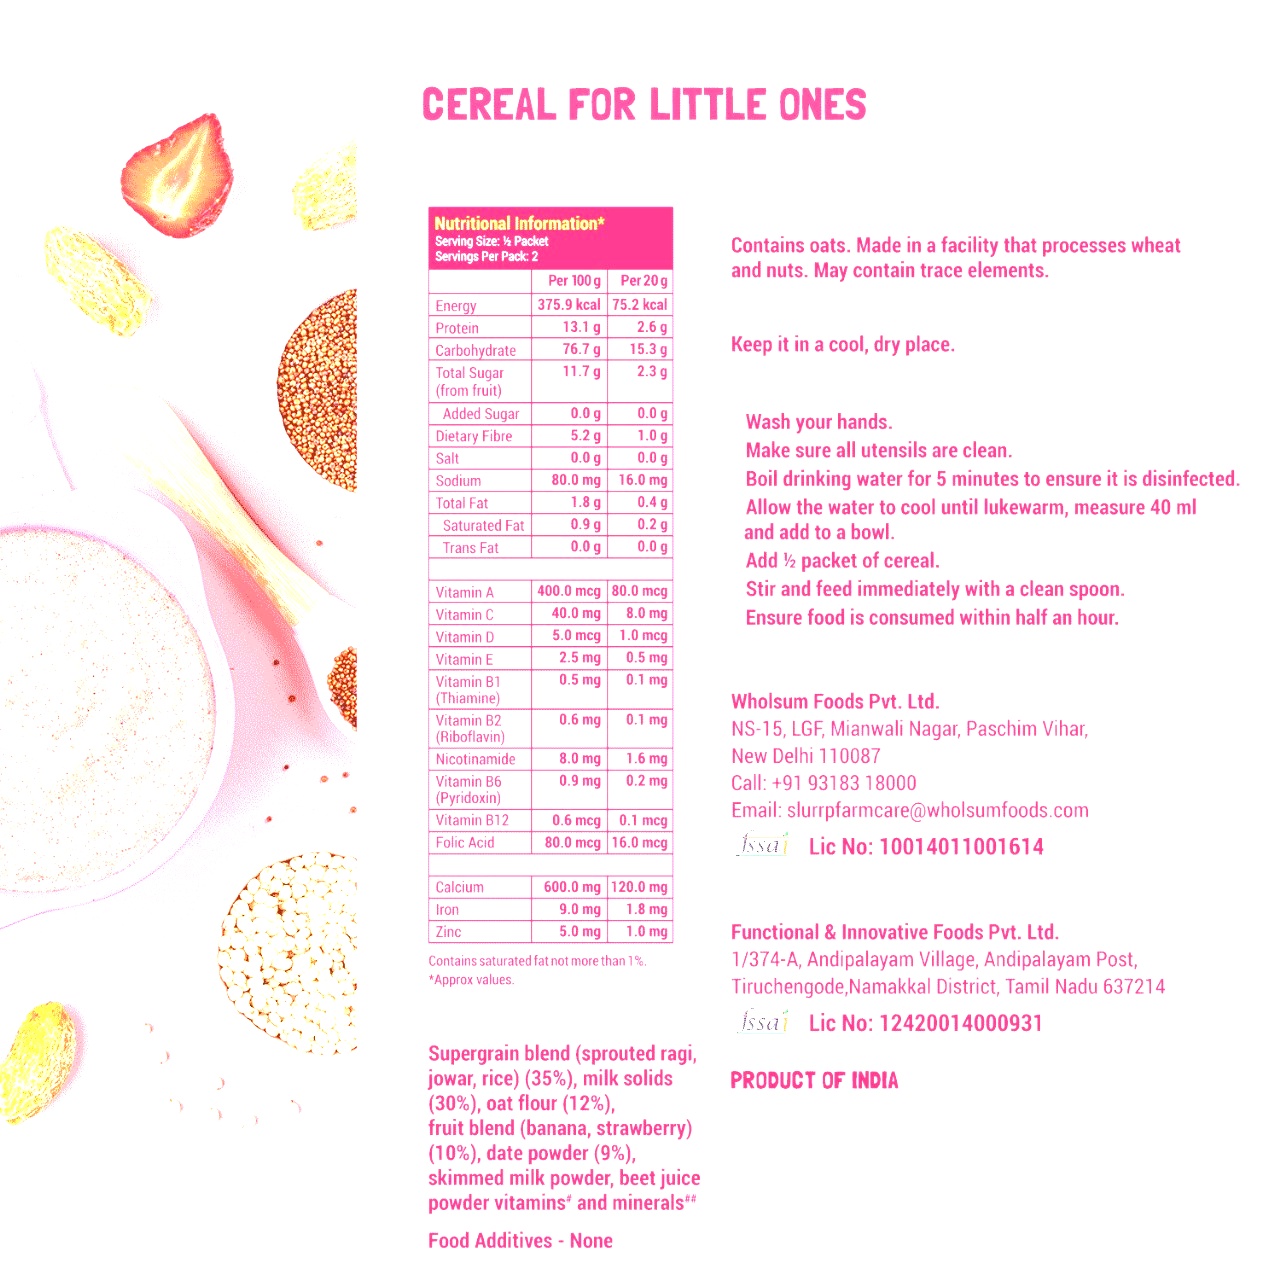 CEREAL FOR LITTLE ONES
Nutritional Information*
Serving Size: ½ Packet
Servings Per Pack: 2
Per 100 g Per 20 g
Energy 375.9 kcal 75.2 kcal
Protein 13.1 g 2.6 g
Carbohydrate 76.7 g 15.3 g
Total Sugar 11.7 g 2.3 g
(from fruit)
Added Sugar 0.0 g 0.0 g
Dietary Fibre 5.2 g 1.0 g
Salt 0.0 g 0.0 g
Sodium 80.0 mg 16.0 mg
Total Fat 1.8 g 0.4 g
Saturated Fat 0.9 g 0.2 g
Trans Fat 0.0 g 0.0 g
Vitamin A 400.0 mcg 80.0 mcg
Vitamin C 40.0 mg 8.0 mg
Vitamin D 5.0 mcg 1.0 mcg
Vitamin E 2.5 mg 0.5 mg
Vitamin B1 0.5 mg 0.1 mg
(Thiamine)
Vitamin B2 0.6 mg 0.1 mg
(Riboflavin)
Nicotinamide 8.0 mg 1.6 mg
Vitamin B6 0.9 mg 0.2 mg
(Pyridoxin)
Vitamin B12 0.6 mcg 0.1 mcg
Folic Acid 80.0 mcg 16.0 mcg
Calcium 600.0 mg 120.0 mg
Iron 9.0 mg 1.8 mg
Zinc 5.0 mg 1.0 mg
Contains saturated fat not more than 1%.
*Approx values.
Supergrain blend (sprouted ragi,
jowar, rice) (35%), milk solids
(30%), oat flour (12%),
fruit blend (banana, strawberry)
(10%), date powder (9%),
skimmed milk powder, beet juice
powder vitamins# and minerals##
Food Additives - None
Contains oats. Made in a facility that processes wheat
and nuts. May contain trace elements.
Keep it in a cool, dry place.
Wash your hands.
Make sure all utensils are clean.
Boil drinking water for 5 minutes to ensure it is disinfected.
Allow the water to cool until lukewarm, measure 40 ml
and add to a bowl.
Add ½ packet of cereal.
Stir and feed immediately with a clean spoon.
Ensure food is consumed within half an hour.
Wholsum Foods Pvt. Ltd.
NS-15, LGF, Mianwali Nagar, Paschim Vihar,
New Delhi 110087
Call: +91 93183 18000
Email: slurrpfarmcare@wholsumfoods.com
fssai Lic No: 10014011001614
Functional & Innovative Foods Pvt. Ltd.
1/374-A, Andipalayam Village, Andipalayam Post,
Tiruchengode,Namakkal District, Tamil Nadu 637214
fssai Lic No: 12420014000931
PRODUCT OF INDIA